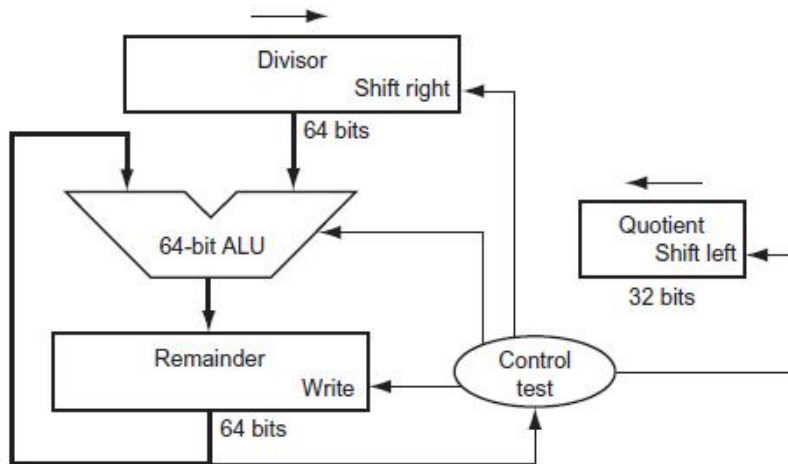 Divisor
Shift right
64 bits
64-bit ALU
Quotient
Shift left
32 bits
Remainder
Write
Control
test
64 bits